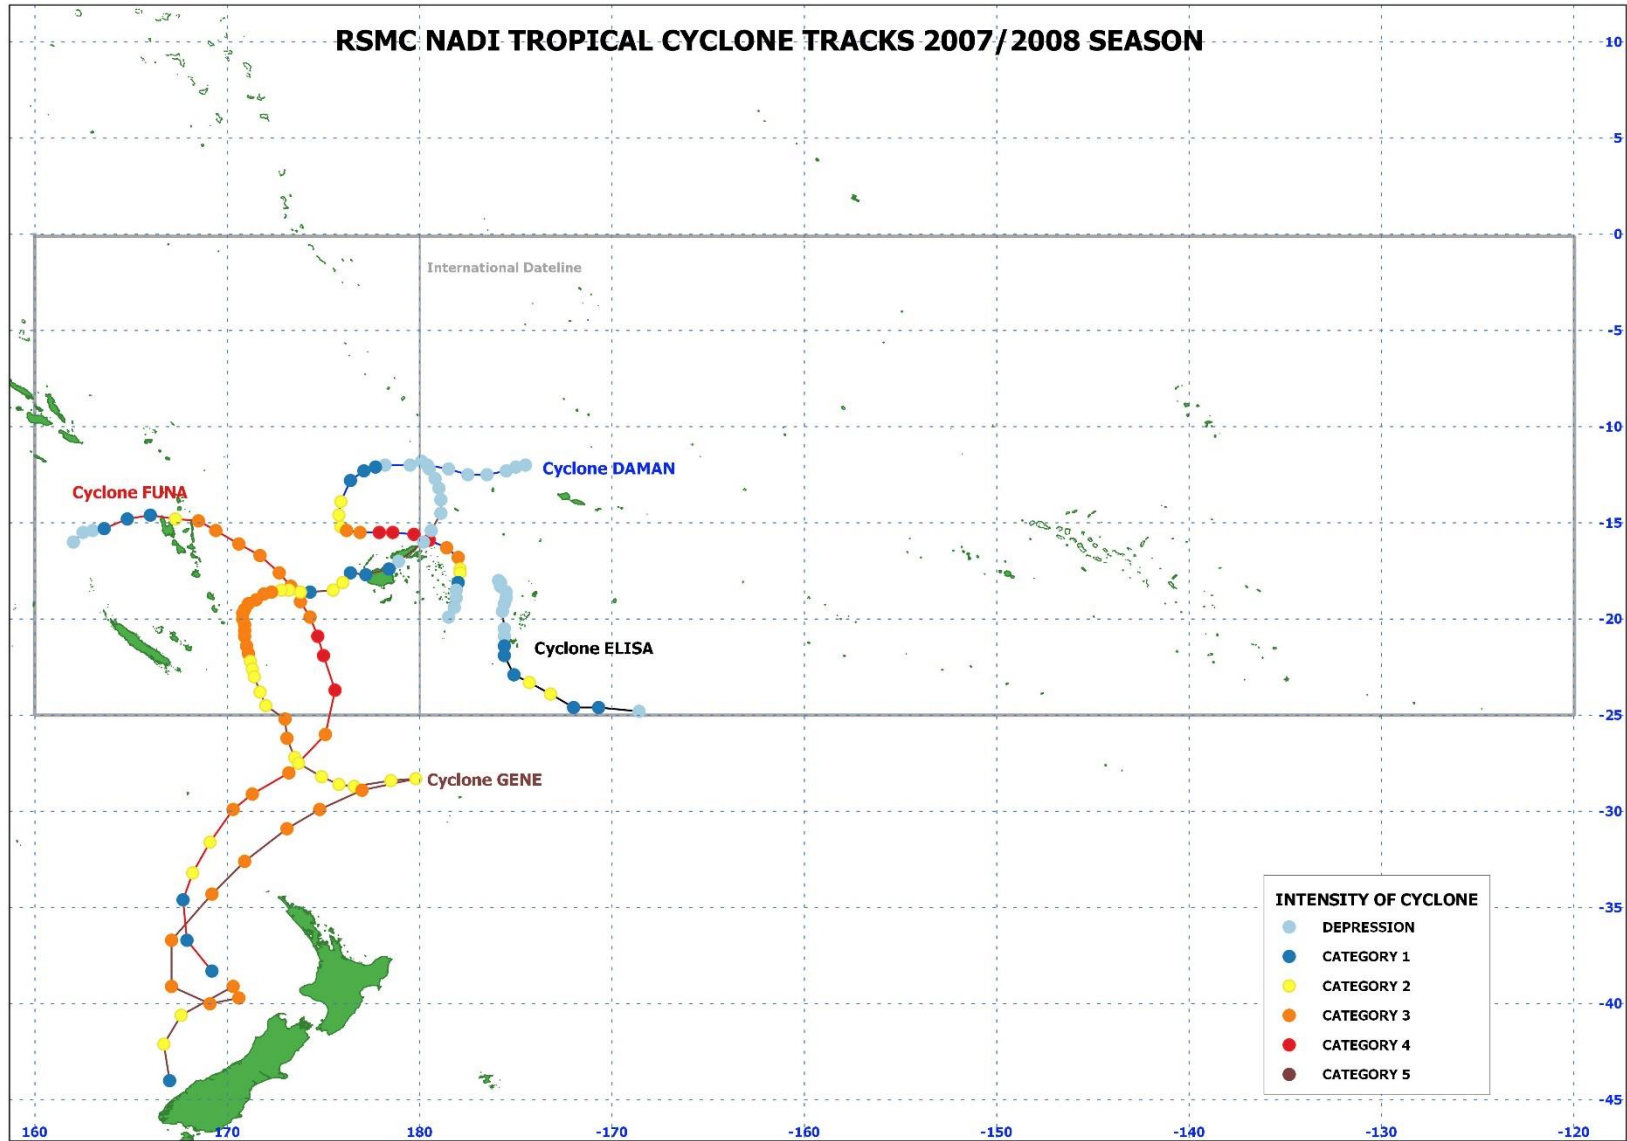 RSMC NADI TROPICAL CYCLONE TRACKS 2007/2008 SEASON
10
5
0
International Dateline
-5
-10
Cyclone DAMAN
Cyclone FUNA
-15
-20
Cyclone ELISA
-25
Cyclone GENE
-30
-35
-40
-45
INTENSITY OF CYCLONE
DEPRESSION
CATEGORY 1
CATEGORY 2
CATEGORY 3
CATEGORY 4
CATEGORY 5
160 170 180 -170 -160 -150 -140 -130 -120